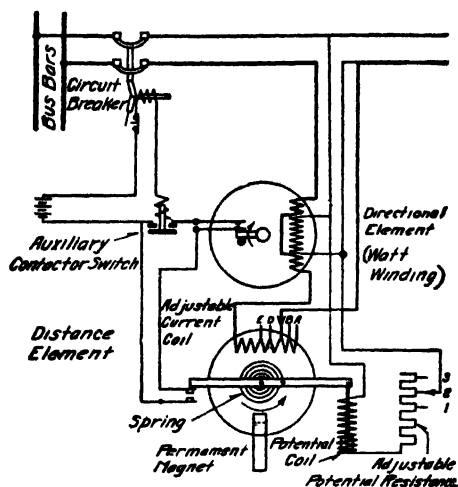 Bus Bars
Circuit
Breaker
Auxiliary
Contactor Switch
Directional
Element
(Watt
Winding)
Adjustable
Current
Coil
E D B A
Distance
Element
3
2
1
Spring
Permament
Magnet
Potential
Coil
Adjustable
Potential Resistance